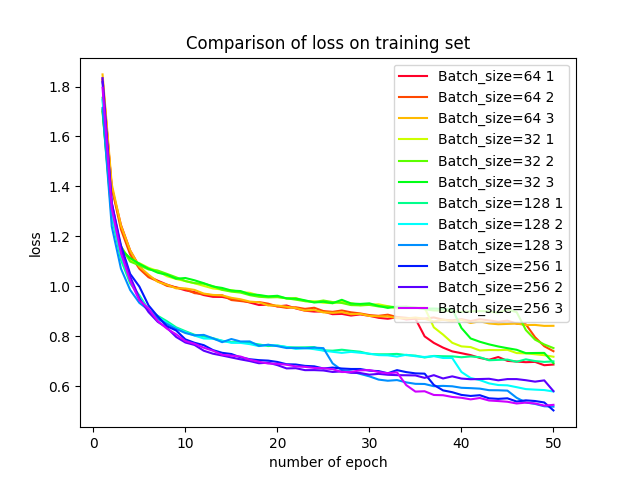 Comparison of loss on training set
loss
1.8
1.6
1.4
1.2
1.0
0.8
0.6
0
10
20
30
40
50
number of epoch
Batch_size=64 1
Batch_size=64 2
Batch_size=64 3
Batch_size=32 1
Batch_size=32 2
Batch_size=32 3
Batch_size=128 1
Batch_size=128 2
Batch_size=128 3
Batch_size=256 1
Batch_size=256 2
Batch_size=256 3